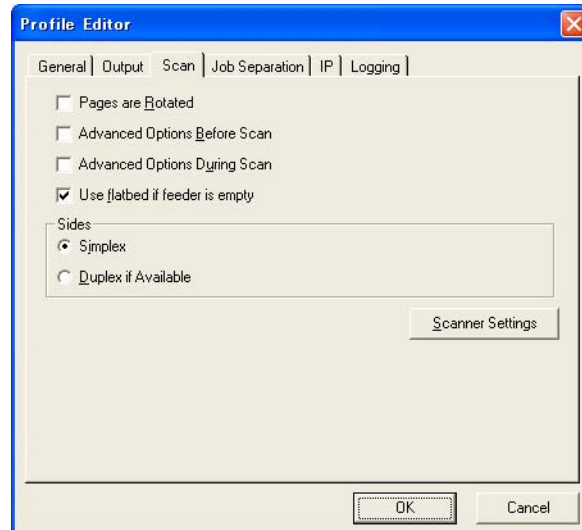 Profile Editor
General Output Scan Job Separation IP Logging
Pages are Rotated
Advanced Options Before Scan
Advanced Options During Scan
Use flatbed if feeder is empty
Sides
Simplex
Duplex if Available
Scanner Settings
OK Cancel